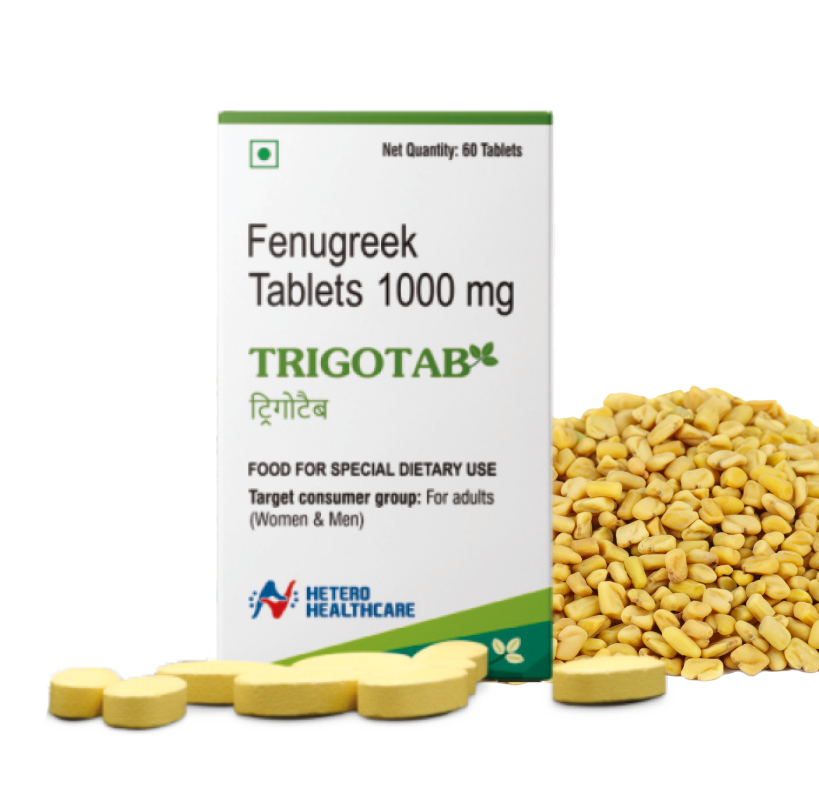 Net Quantity: 60 Tablets
Fenugreek
Tablets 1000 mg
TRIGOTAB
ट्रिगोटैब
FOOD FOR SPECIAL DIETARY USE
Target consumer group: For adults
(Women & Men)
HETERO
HEALTHCARE